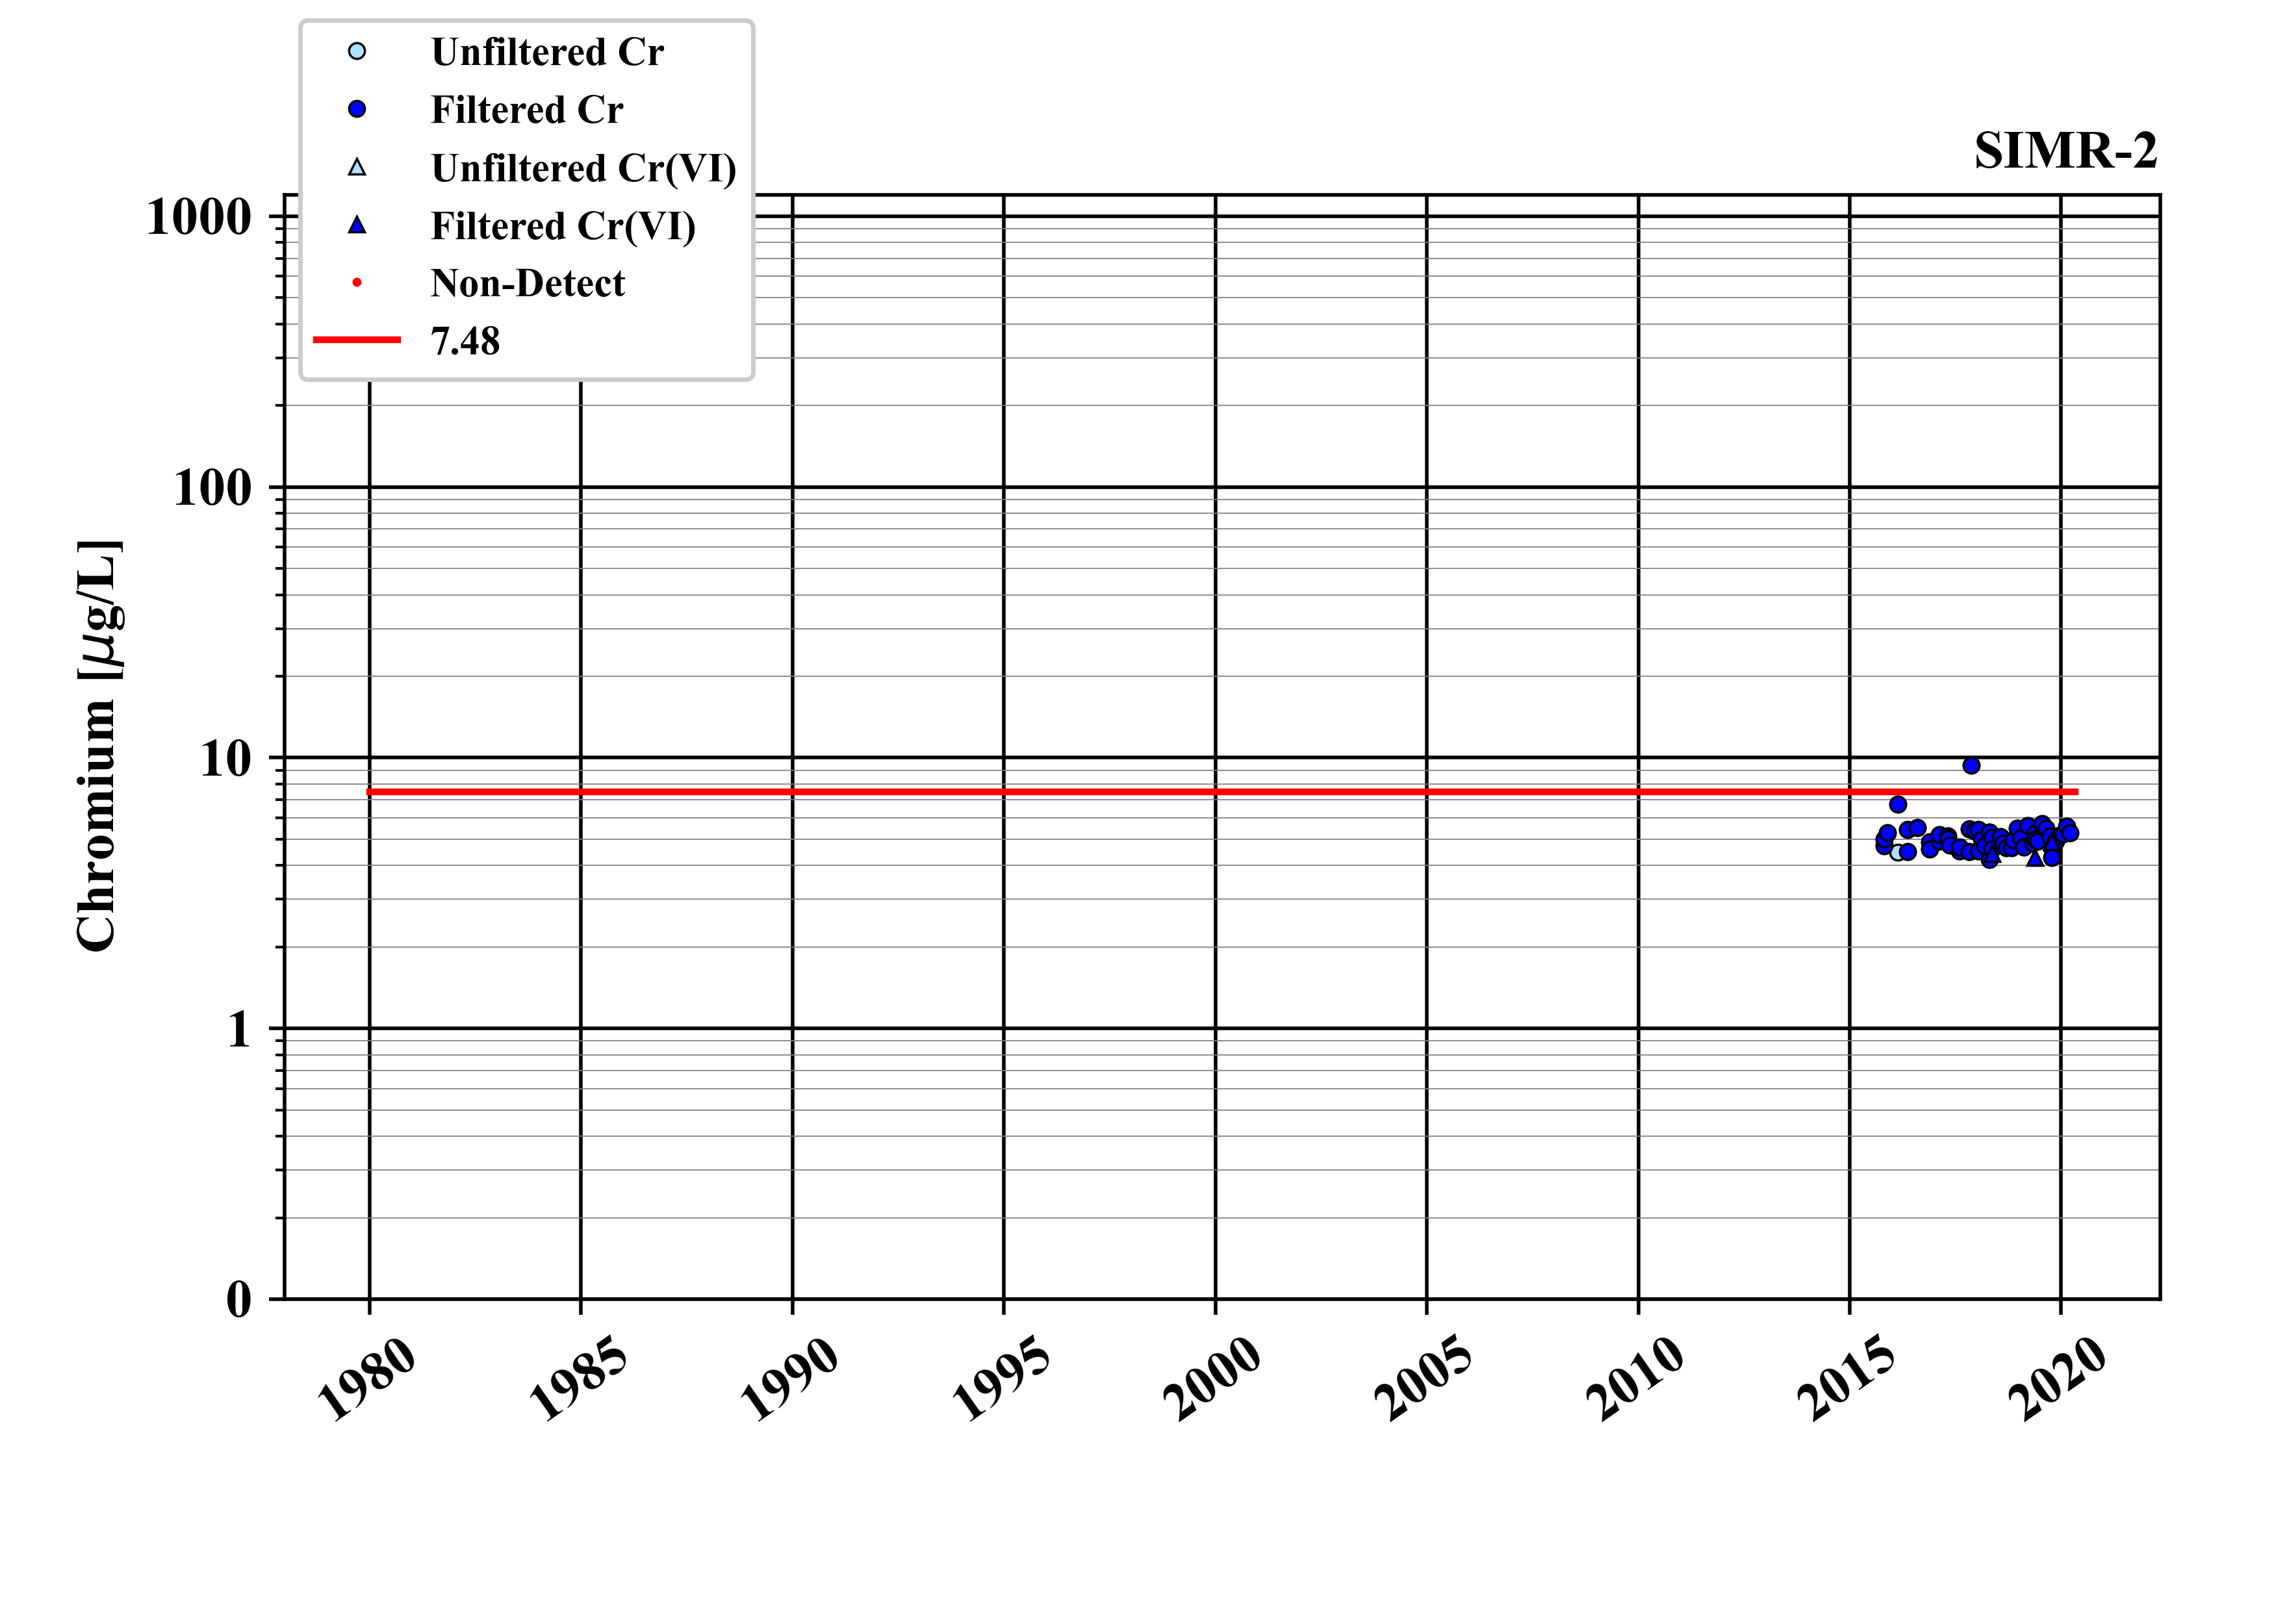 Unfiltered Cr
Filtered Cr
Unfiltered Cr(VI)
Filtered Cr(VI)
Non-Detect
7.48
SIMR-2
1000
100
10
1
0
Chromium [μg/L]
1980
1985
1990
1995
2000
2005
2010
2015
2020